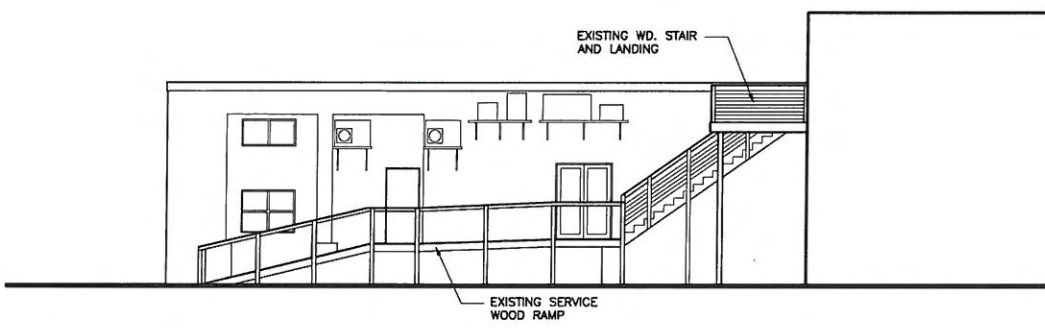 EXISTING WD. STAIR
AND LANDING
EXISTING SERVICE
WOOD RAMP